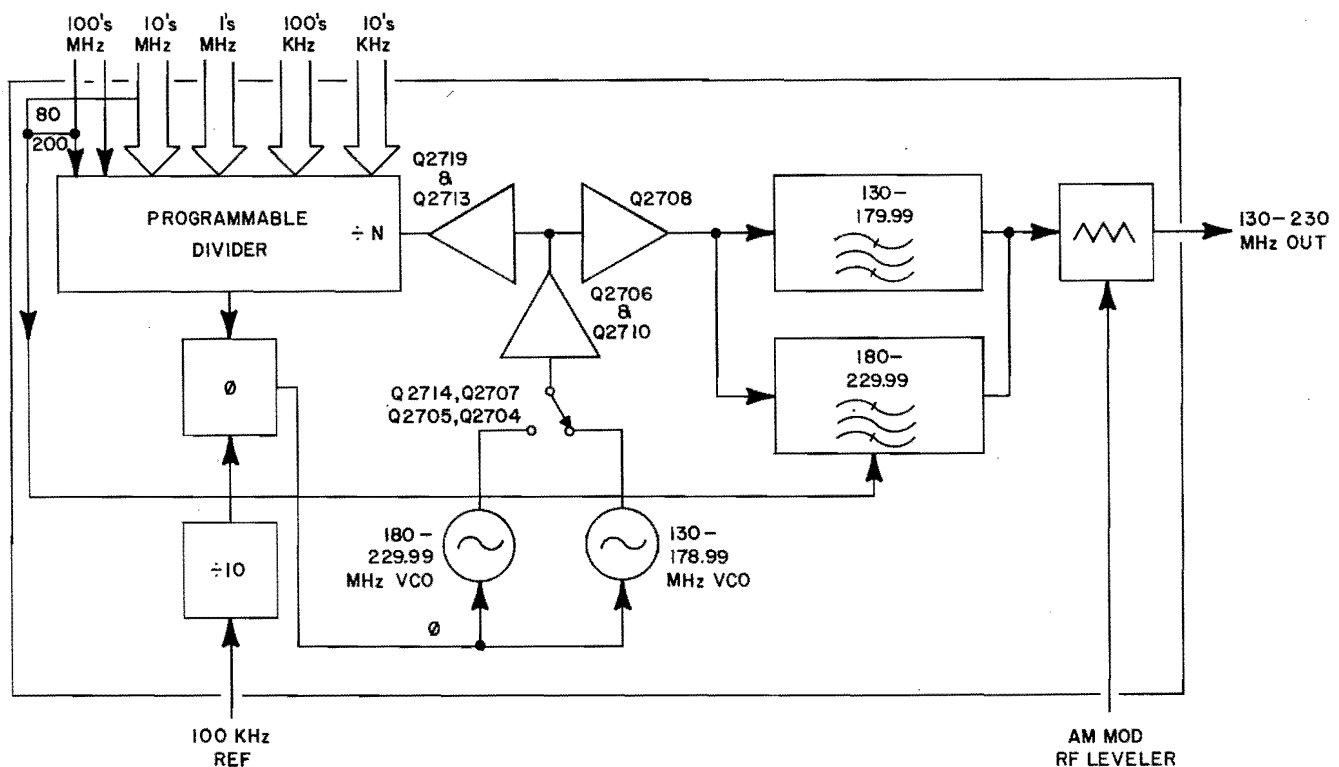 100's
MHz
10's
MHz
1's
MHz
100's
KHz
10's
KHz
80
200
PROGRAMMABLE
DIVIDER
÷ N
Q2719
&
Q2713
Q2708
130-
179.99
130-230
MHz OUT
Q2706
&
Q2710
180-
229.99
Ø
Q2714, Q2707
Q2705, Q2704
÷10
180-
229.99
MHz VCO
130-
178.99
MHz VCO
Ø
100 KHz
REF
AM MOD
RF LEVELER